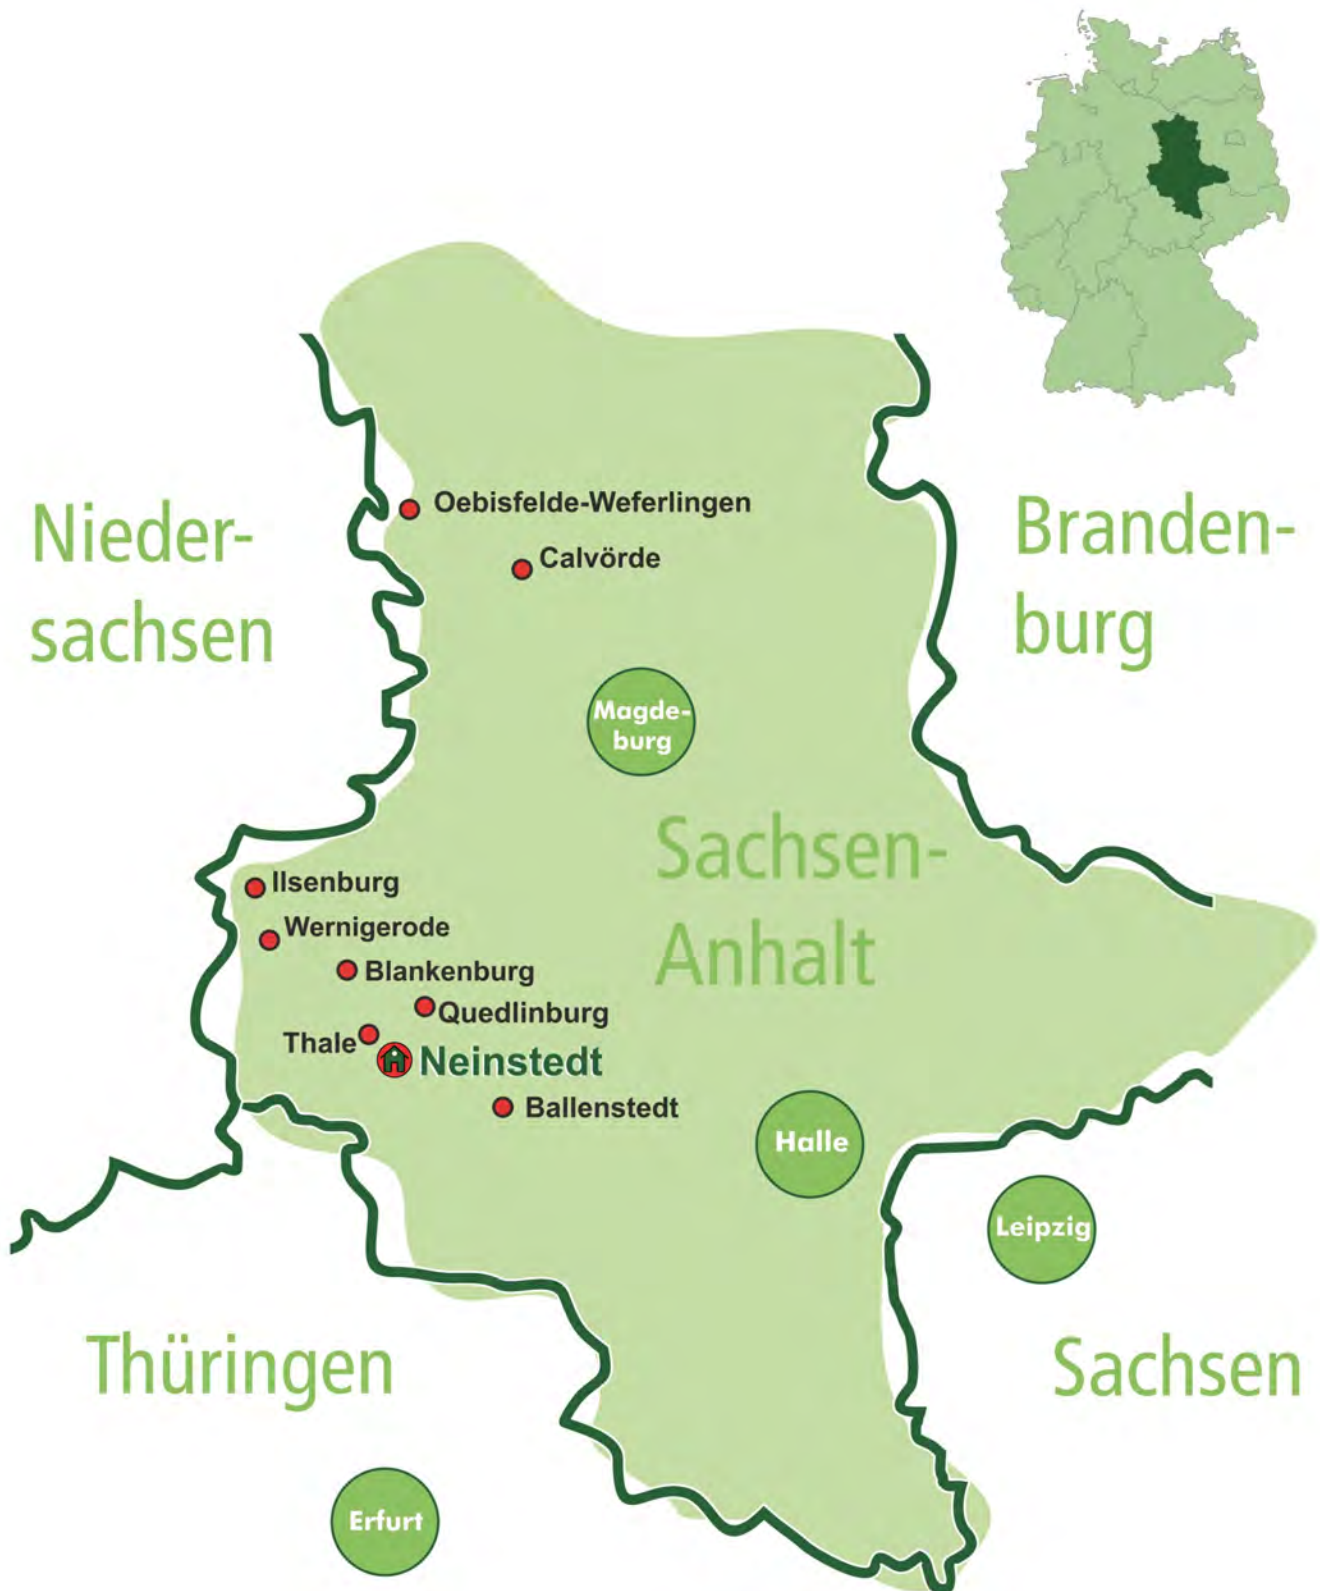 Oebisfelde-Weferlingen
Nieder-
sachsen
Branden-
burg
Calvörde
Magde-
burg
Sachsen-
Anhalt
Ilsenburg
Wernigerode
Blankenburg
Quedlinburg
Thale
Neinstedt
Ballenstedt
Halle
Leipzig
Thüringen
Sachsen
Erfurt